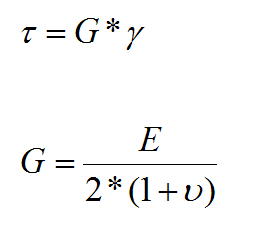 τ = G * γ
G = E / 2 * (1 + υ)